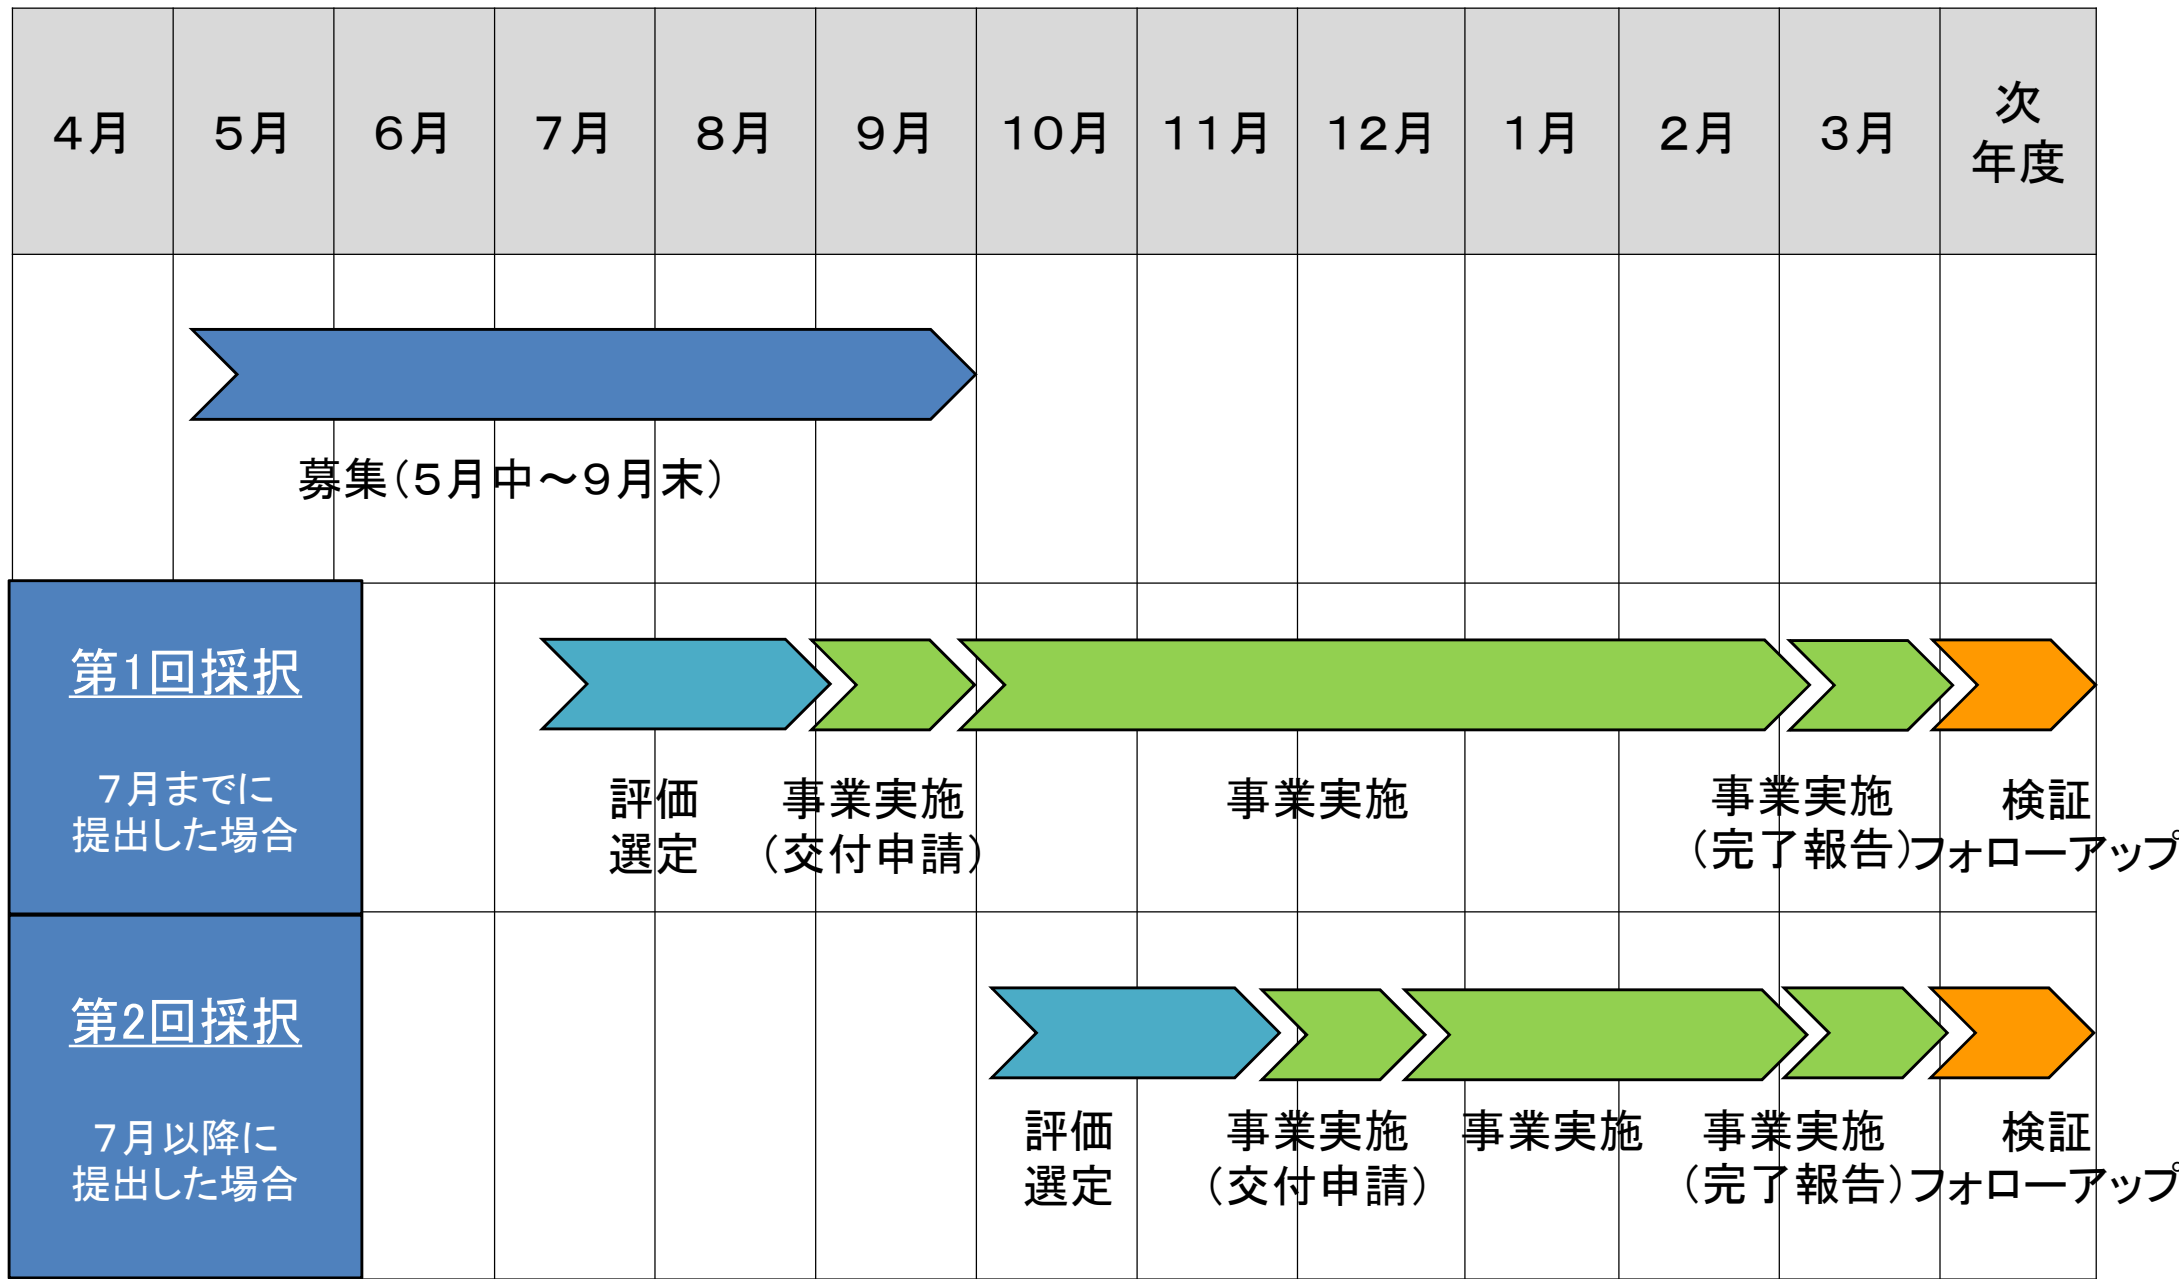 ４月
５月
６月
７月
８月
９月
１０月
１１月
１２月
１月
２月
３月
次
年度
募集（５月中～９月末）
第1回採択
７月までに
提出した場合
評価
選定
事業実施
（交付申請）
事業実施
事業実施
（完了報告）
検証
フォローアップ
第2回採択
７月以降に
提出した場合
評価
選定
事業実施
（交付申請）
事業実施
事業実施
（完了報告）
検証
フォローアップ